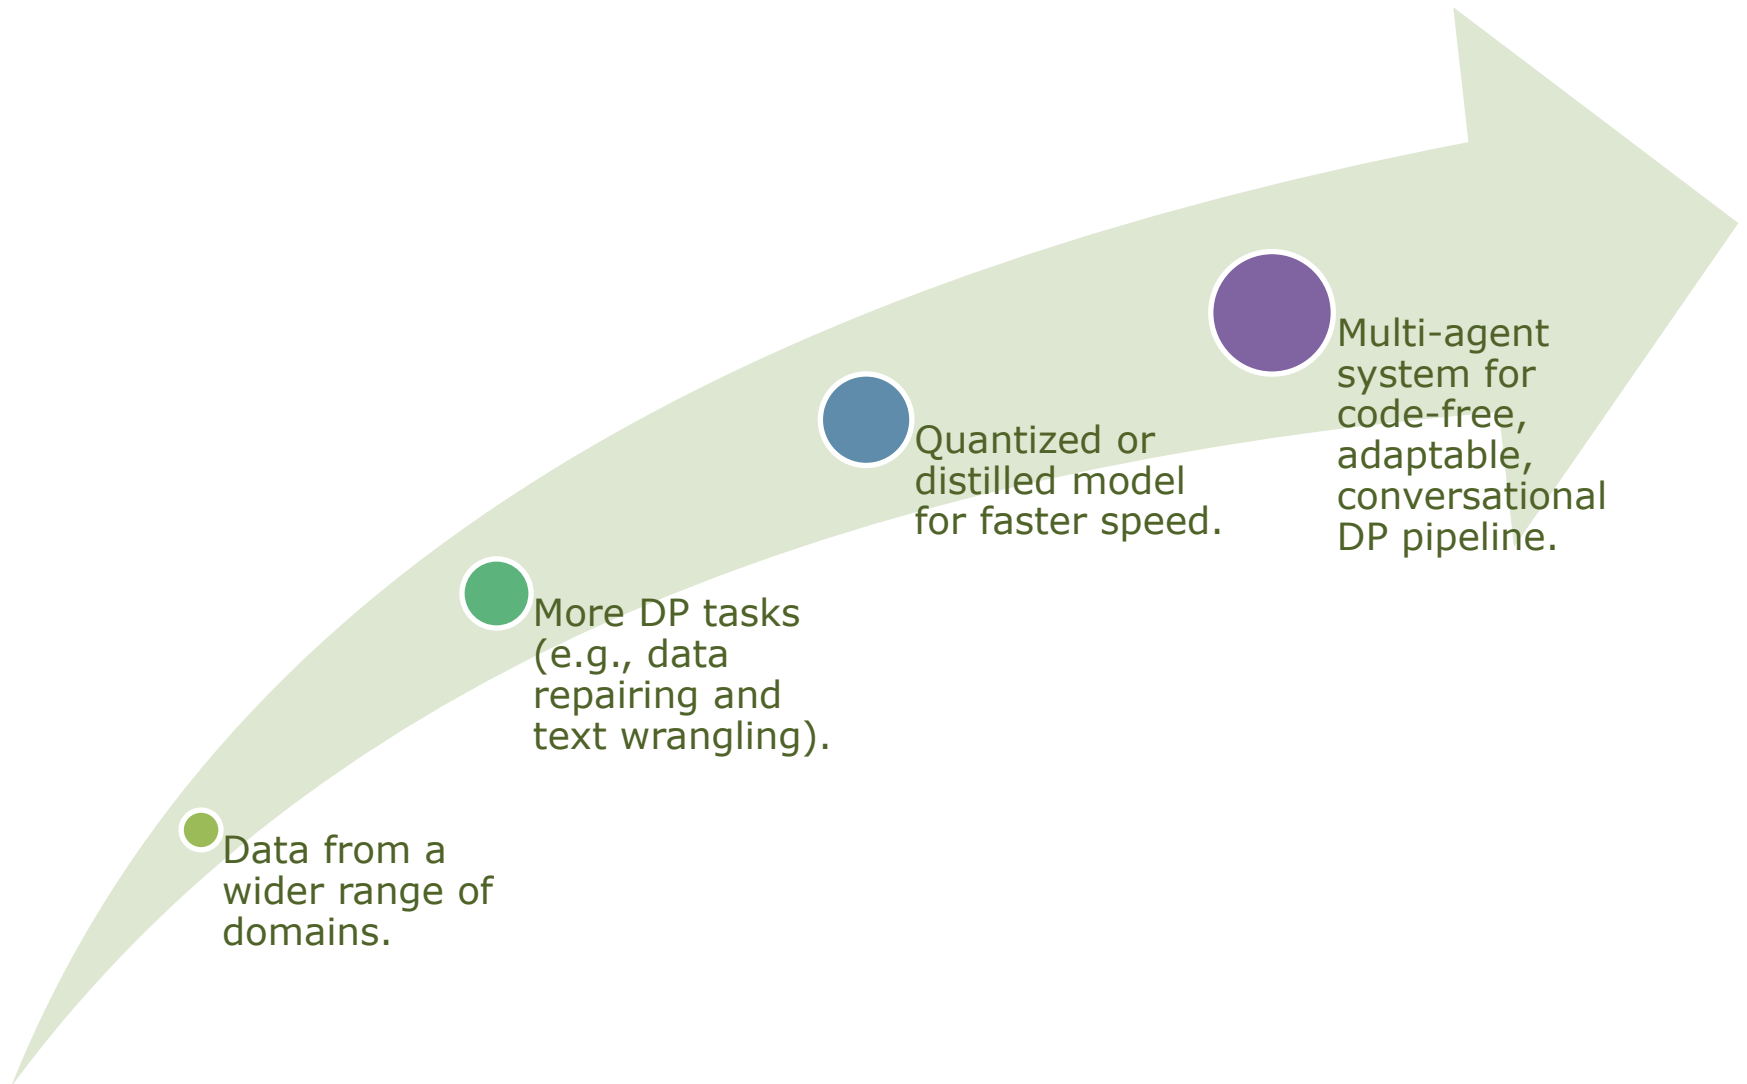 Data from a
wider range of
domains.
More DP tasks
(e.g., data
repairing and
text wrangling).
Quantized or
distilled model
for faster speed.
Multi-agent
system for
code-free,
adaptable,
conversational
DP pipeline.